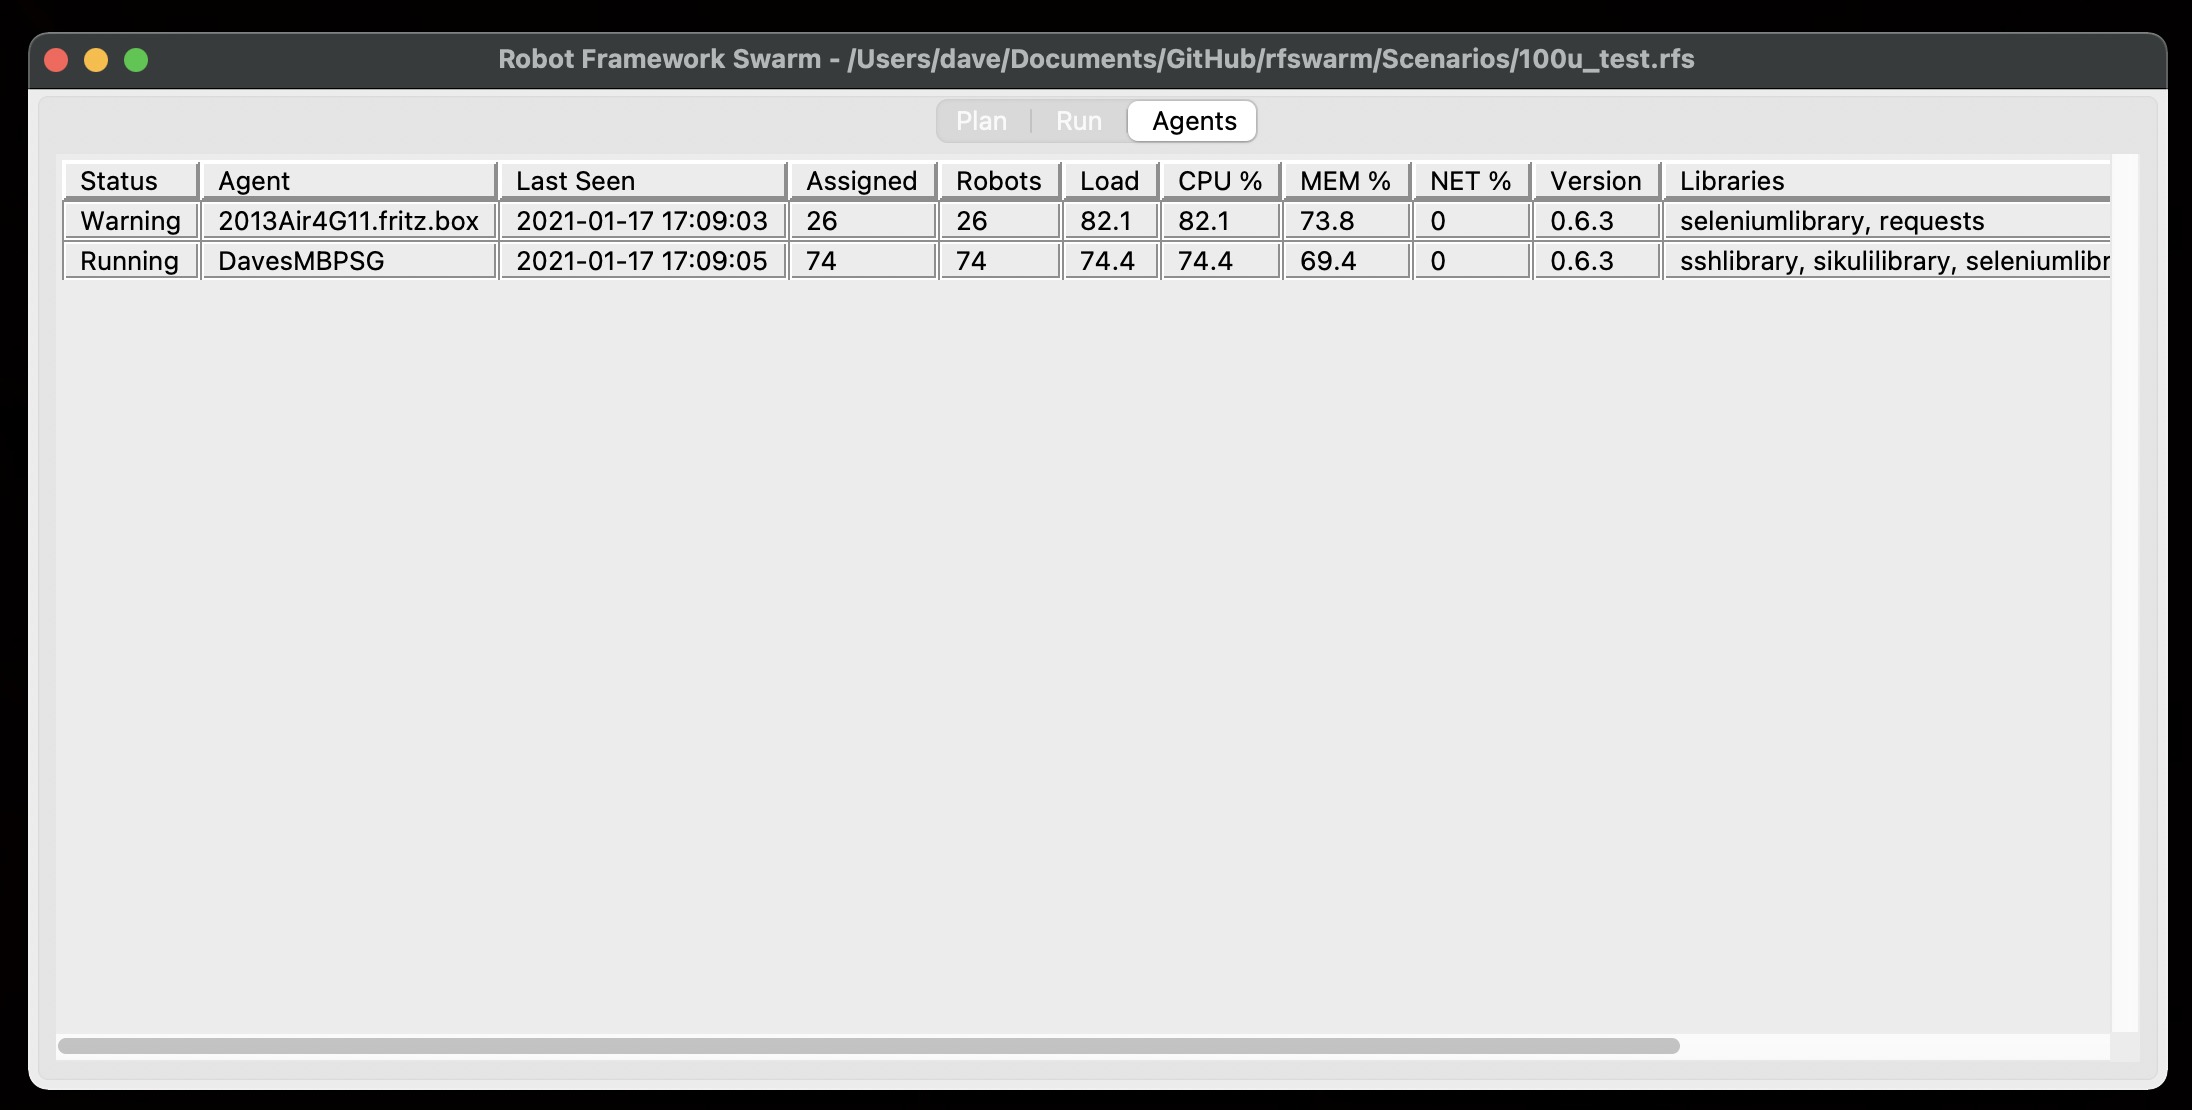 Robot Framework Swarm - /Users/dave/Documents/GitHub/rfswarm/Scenarios/100u_test.rfs
Plan Run Agents
Status Agent Last Seen Assigned Robots Load CPU % MEM % NET % Version Libraries
Warning 2013Air4G11.fritz.box 2021-01-17 17:09:03 26 26 82.1 82.1 73.8 0 0.6.3 seleniumlibrary, requests
Running DavesMBPSG 2021-01-17 17:09:05 74 74 74.4 74.4 69.4 0 0.6.3 sshlibrary, sikulilibrary, seleniumlibr